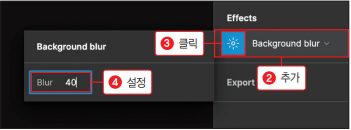 Effects
Background blur
3 클릭
Background blur
Blur 40
4 설정
Export
2 추가